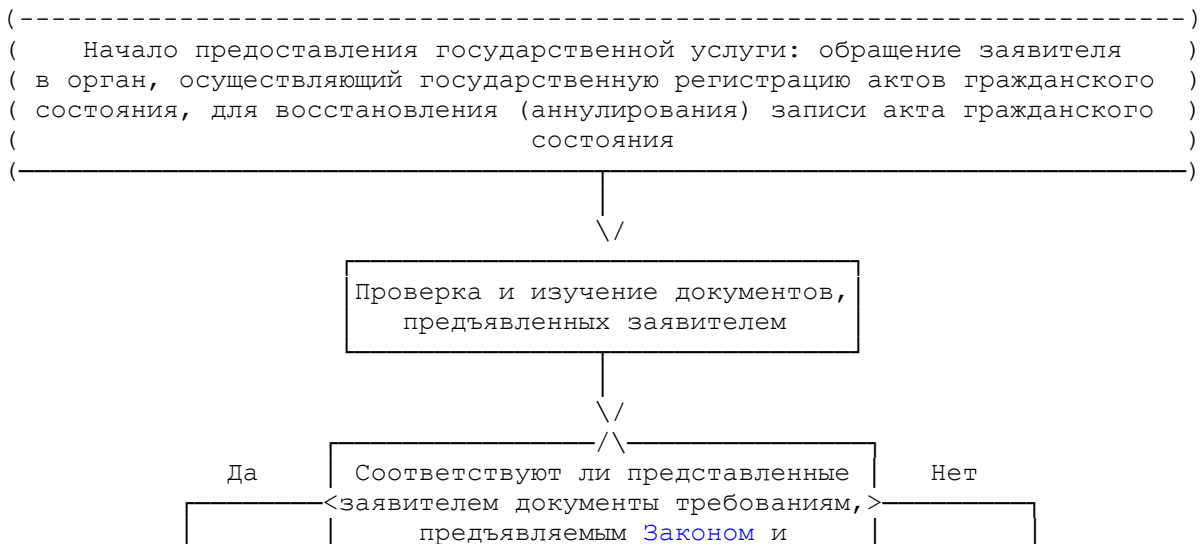 Начало предоставления государственной услуги: обращение заявителя
в орган, осуществляющий государственную регистрацию актов гражданского
состояния, для восстановления (аннулирования) записи акта гражданского
состояния
Проверка и изучение документов,
предъявленных заявителем
Да Соответствуют ли представленные Нет
заявителем документы требованиям,
предъявляемым Законом и